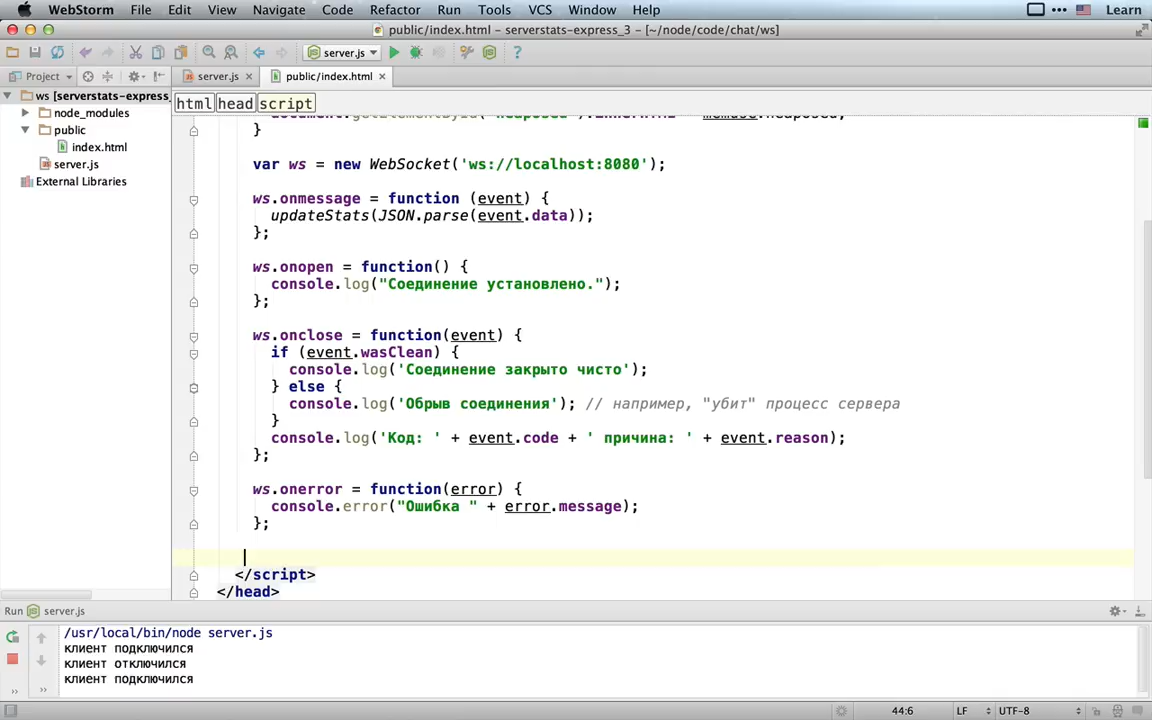 WebStorm File Edit View Navigate Code Refactor Run Tools VCS Window Help Learn
public/index.html - serverstats-express_3 - [~/node/code/chat/ws]
server.js
Project server.js public/index.html
ws [serverstats-express_
html head script
node_modules
public
index.html
server.js
External Libraries
}
var ws = new WebSocket('ws://localhost:8080');
ws.onmessage = function (event) {
updateStats(JSON.parse(event.data));
};
ws.onopen = function() {
console.log("Соединение установлено.");
};
ws.onclose = function(event) {
if (event.wasClean) {
console.log('Соединение закрыто чисто');
} else {
console.log('Обрыв соединения'); // например, "убит" процесс сервера
}
console.log('Код: ' + event.code + ' причина: ' + event.reason);
};
ws.onerror = function(error) {
console.error("Ошибка " + error.message);
};
</script>
</head>
Run server.js
/usr/local/bin/node server.js
клиент подключился
клиент отключился
клиент подключился
44:6 LF UTF-8